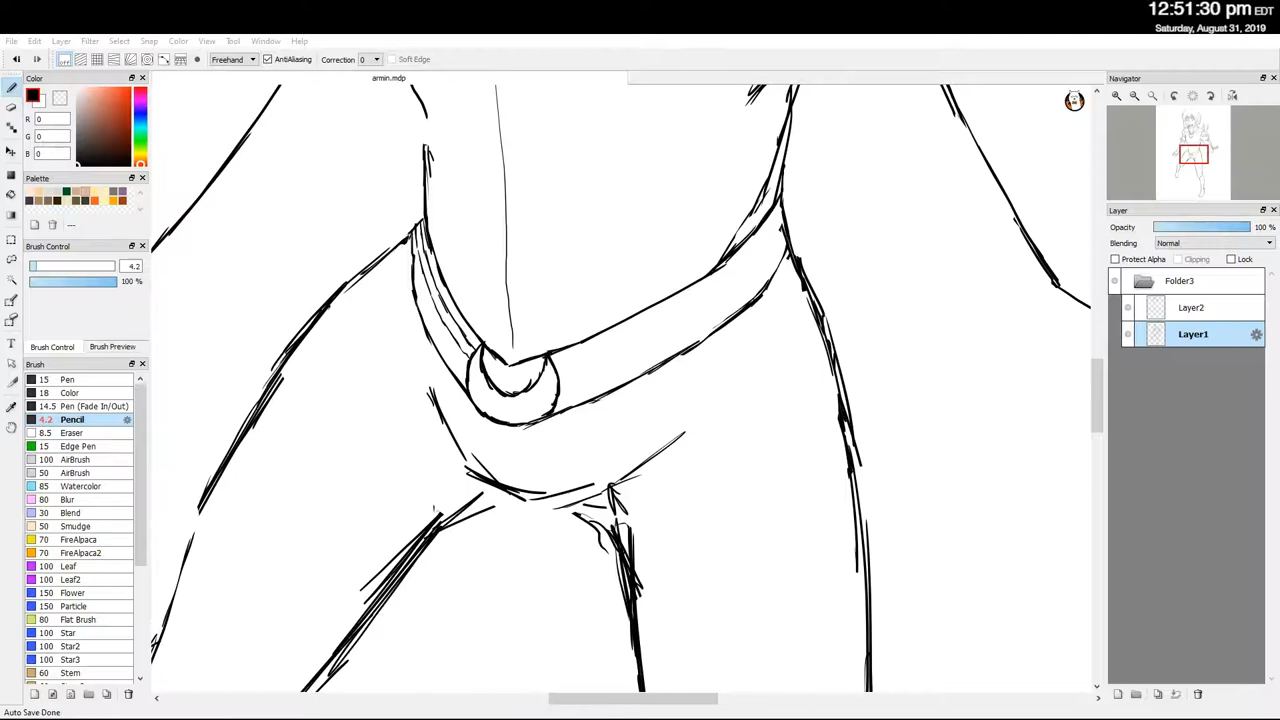 12:51:30 pm EDT
Saturday, August 31, 2019
File Edit Layer Filter Select Snap Color View Tool Window Help
off Freehand AntiAliasing Correction 0 Soft Edge
Color
armin.mdp
Navigator
R 0
G 0
B 0
Palette
---
Layer
Opacity 100 %
Blending Normal
Protect Alpha Clipping Lock
Folder3
Layer2
Layer1
Brush Control
4.2
100 %
Brush Control Brush Preview
Brush
15 Pen
18 Color
14.5 Pen (Fade In/Out)
4.2 Pencil
8.5 Eraser
15 Edge Pen
100 AirBrush
50 AirBrush
85 Watercolor
80 Blur
30 Blend
50 Smudge
70 FireAlpaca
70 FireAlpaca2
100 Leaf
100 Leaf2
150 Flower
150 Particle
80 Flat Brush
100 Star
100 Star2
100 Star3
60 Stem
Auto Save Done